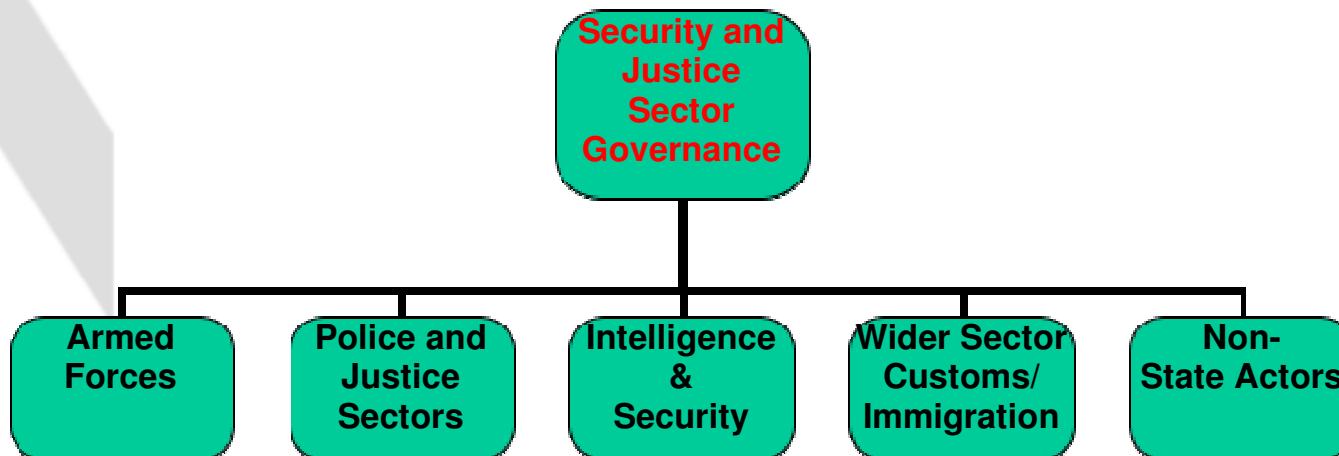 Security and
Justice
Sector
Governance
Armed
Forces
Police and
Justice
Sectors
Intelligence
&
Security
Wider Sector
Customs/
Immigration
Non-
State Actors